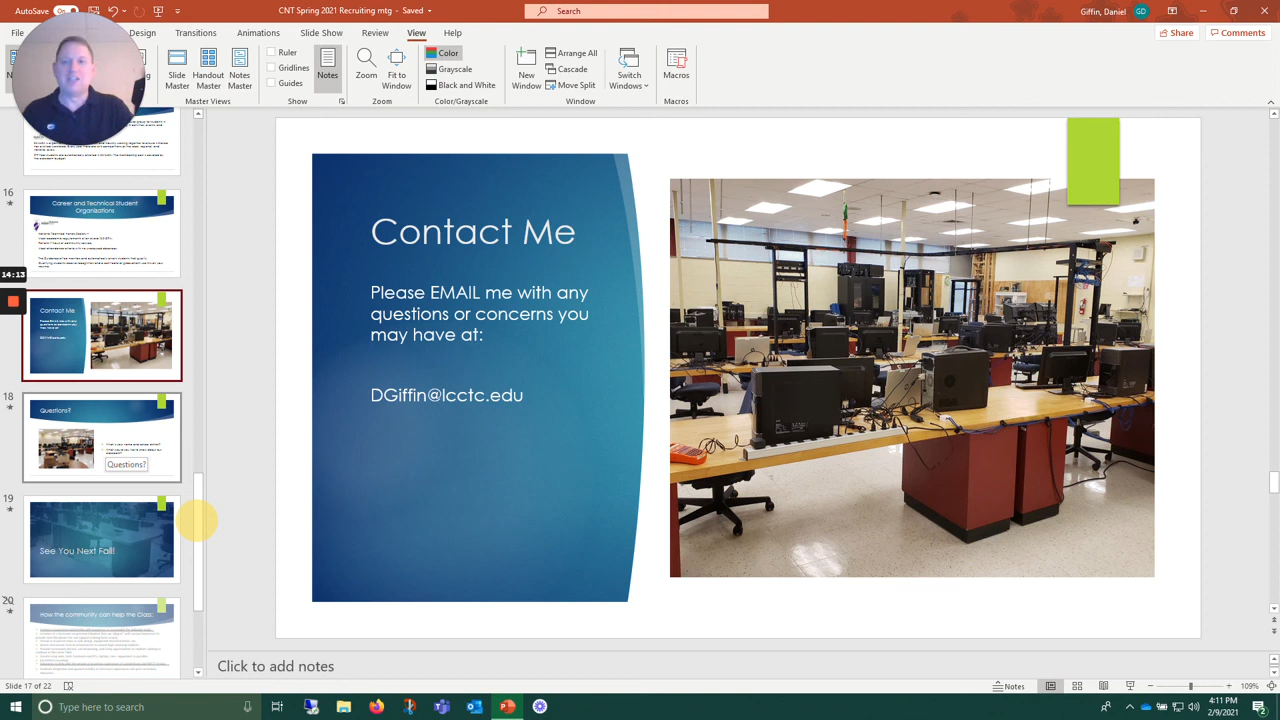 AutoSave
CNT Spring 2021 Recruiting mtg - Saved
Search
Giffin, Daniel
File
Design
Transitions
Animations
Slide Show
Review
View
Help
Share
Comments
Slide Master
Handout Master
Notes Master
Master Views
Ruler
Gridlines
Guides
Show
Notes
Zoom
Fit to Window
Zoom
Color
Grayscale
Black and White
Color/Grayscale
New Window
Arrange All
Cascade
Move Split
Window
Switch Windows
Macros
Macros
16
Career and Technical Student
Organizations
14:13
Contact Me
18
Questions?
Questions?
19
See You Next Fall!
20
How the community can help the Class:
Contact Me
Please EMAIL me with any
questions or concerns you
may have at:
DGiffin@lcctc.edu
Click to add notes
Slide 17 of 22
Notes
109%
Type here to search
4:11 PM
2/9/2021
2